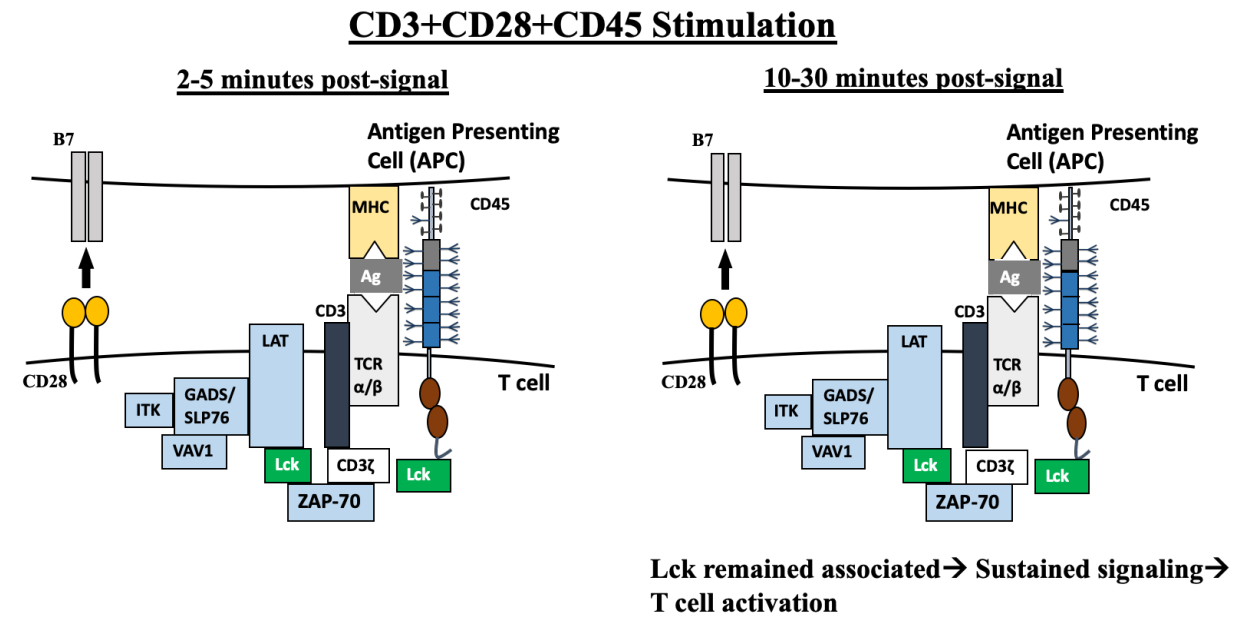 CD3+CD28+CD45 Stimulation
2-5 minutes post-signal
B7
Antigen Presenting
Cell (APC)
MHC
CD45
Ag
CD3
LAT
TCR
α/β
CD28
T cell
ITK
GADS/
SLP76
VAV1
Lck
CD3ζ
Lck
ZAP-70
10-30 minutes post-signal
B7
Antigen Presenting
Cell (APC)
MHC
CD45
Ag
CD3
LAT
TCR
α/β
CD28
T cell
ITK
GADS/
SLP76
VAV1
Lck
CD3ζ
Lck
ZAP-70
Lck remained associated→ Sustained signaling→
T cell activation